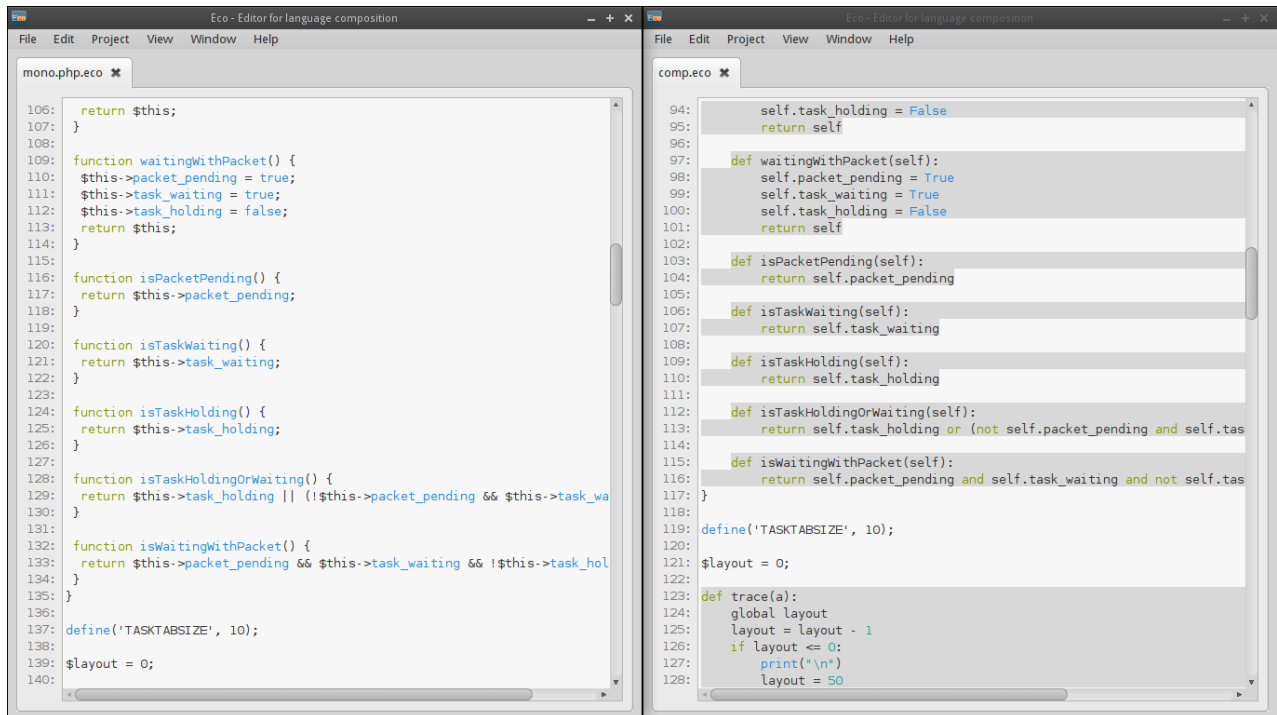 Eco
Eco - Editor for language composition
File Edit Project View Window Help
mono.php.eco
106: return $this;
107: }
108:
109: function waitingWithPacket() {
110: $this->packet_pending = true;
111: $this->task_waiting = true;
112: $this->task_holding = false;
113: return $this;
114: }
115:
116: function isPacketPending() {
117: return $this->packet_pending;
118: }
119:
120: function isTaskWaiting() {
121: return $this->task_waiting;
122: }
123:
124: function isTaskHolding() {
125: return $this->task_holding;
126: }
127:
128: function isTaskHoldingOrWaiting() {
129: return $this->task_holding || (!$this->packet_pending && $this->task_wa
130: }
131:
132: function isWaitingWithPacket() {
133: return $this->packet_pending && $this->task_waiting && !$this->task_hol
134: }
135: }
136:
137: define('TASKTABSIZE', 10);
138:
139: $layout = 0;
140:
Eco
Eco - Editor for language composition
File Edit Project View Window Help
comp.eco
94: self.task_holding = False
95: return self
96:
97: def waitingWithPacket(self):
98: self.packet_pending = True
99: self.task_waiting = True
100: self.task_holding = False
101: return self
102:
103: def isPacketPending(self):
104: return self.packet_pending
105:
106: def isTaskWaiting(self):
107: return self.task_waiting
108:
109: def isTaskHolding(self):
110: return self.task_holding
111:
112: def isTaskHoldingOrWaiting(self):
113: return self.task_holding or (not self.packet_pending and self.tas
114:
115: def isWaitingWithPacket(self):
116: return self.packet_pending and self.task_waiting and not self.tas
117: }
118:
119: define('TASKTABSIZE', 10);
120:
121: $layout = 0;
122:
123: def trace(a):
124: global layout
125: layout = layout - 1
126: if layout <= 0:
127: print("\n")
128: layout = 50